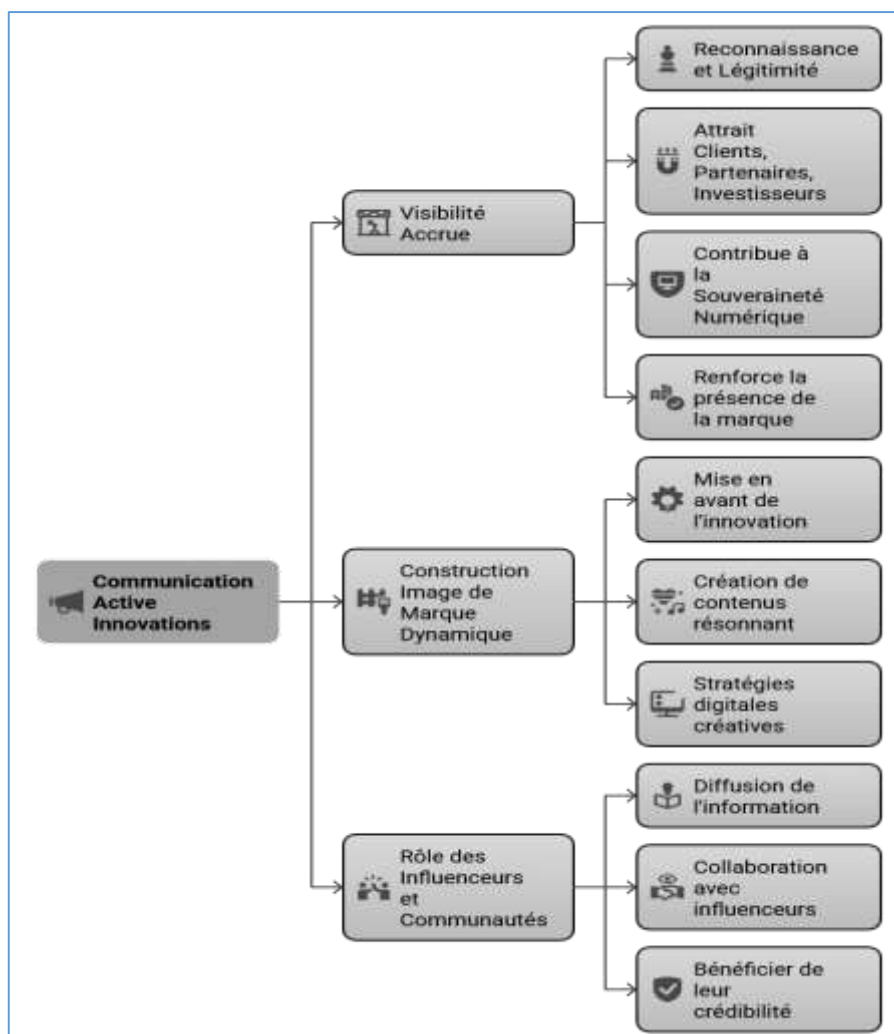 Reconnaissance
et Légitimité
Attrait
Clients,
Partenaires,
Investisseurs
Visibilité
Accrue
Contribue à
la
Souveraineté
Numérique
Renforce la
présence de
la marque
Mise en
avant de
l'innovation
Communication
Active
Innovations
Construction
Image de
Marque
Dynamique
Création de
contenus
résonnant
Stratégies
digitales
créatives
Diffusion de
l'information
Rôle des
Influenceurs
et
Communautés
Collaboration
avec
influenceurs
Bénéficier de
leur
crédibilité